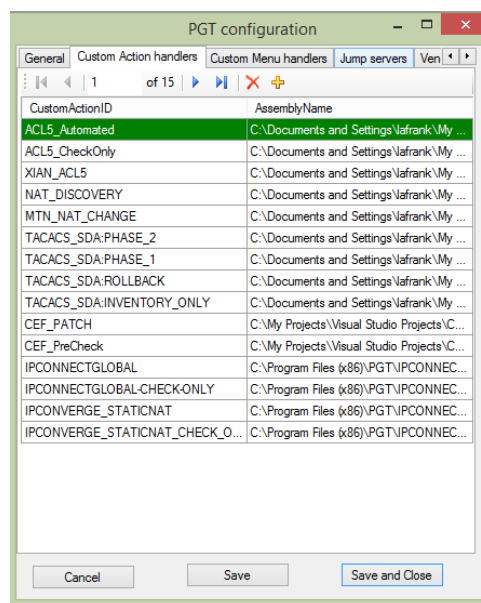 PGT configuration
General Custom Action handlers Custom Menu handlers Jump servers Ven
1 of 15
CustomActionID AssemblyName
ACL5_Automated C:\Documents and Settings\lafrank\My ...
ACL5_CheckOnly C:\Documents and Settings\lafrank\My ...
XIAN_ACL5 C:\Documents and Settings\lafrank\My ...
NAT_DISCOVERY C:\Documents and Settings\lafrank\My ...
MTN_NAT_CHANGE C:\Documents and Settings\lafrank\My ...
TACACS_SDA:PHASE_2 C:\Documents and Settings\lafrank\My ...
TACACS_SDA:PHASE_1 C:\Documents and Settings\lafrank\My ...
TACACS_SDA:ROLLBACK C:\Documents and Settings\lafrank\My ...
TACACS_SDA:INVENTORY_ONLY C:\Documents and Settings\lafrank\My ...
CEF_PATCH C:\My Projects\Visual Studio Projects\C...
CEF_PreCheck C:\My Projects\Visual Studio Projects\C...
IPCONNECTGLOBAL C:\Program Files (x86)\PGT\IPCONNEC...
IPCONNECTGLOBAL-CHECK-ONLY C:\Program Files (x86)\PGT\IPCONNEC...
IPCONVERGE_STATICNAT C:\Program Files (x86)\PGT\IPCONNEC...
IPCONVERGE_STATICNAT_CHECK_O... C:\Program Files (x86)\PGT\IPCONNEC...
Cancel Save Save and Close